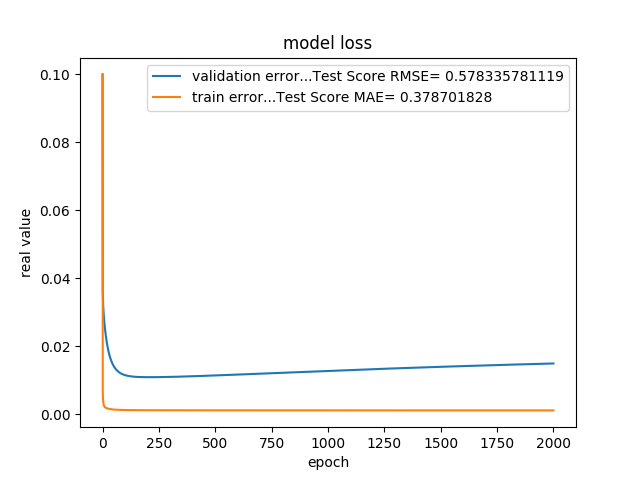 model loss
validation error...Test Score RMSE= 0.578335781119
train error...Test Score MAE= 0.378701828
0.10
0.08
0.06
0.04
0.02
0.00
real value
0 250 500 750 1000 1250 1500 1750 2000
epoch